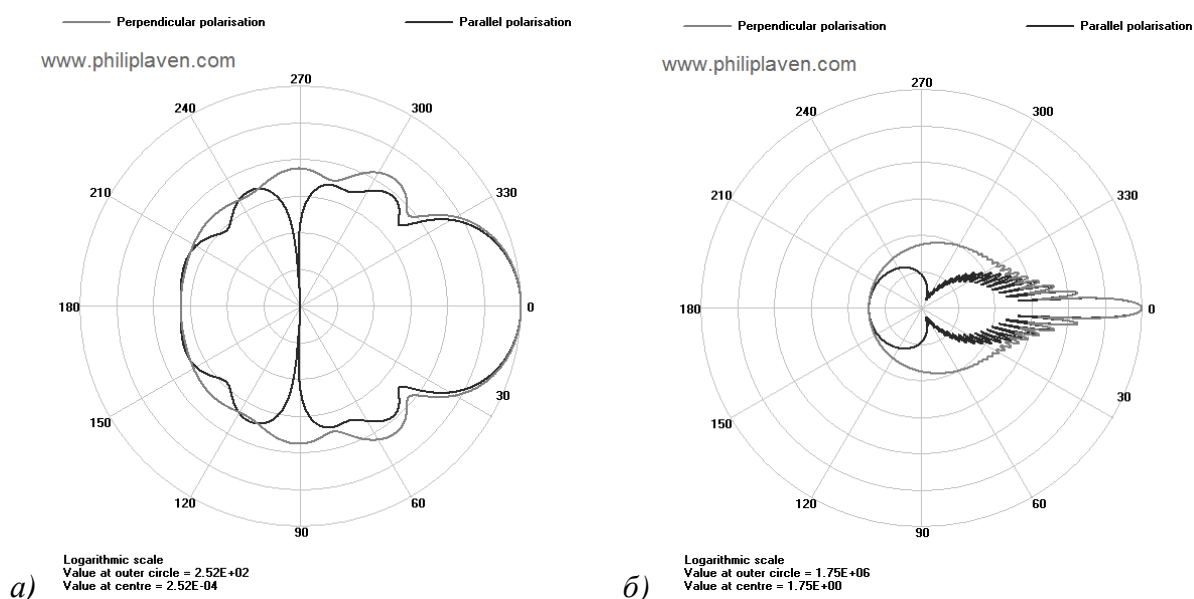 Perpendicular polarisation Parallel polarisation
www.philiplaven.com
270
240 300
210 330
180 0
150 30
120 60
90
Logarithmic scale
Value at outer circle = 2.52E+02
Value at centre = 2.52E-04
а)
Perpendicular polarisation Parallel polarisation
www.philiplaven.com
270
240 300
210 330
180 0
150 30
120 60
90
Logarithmic scale
Value at outer circle = 1.75E+06
Value at centre = 1.75E+00
б)